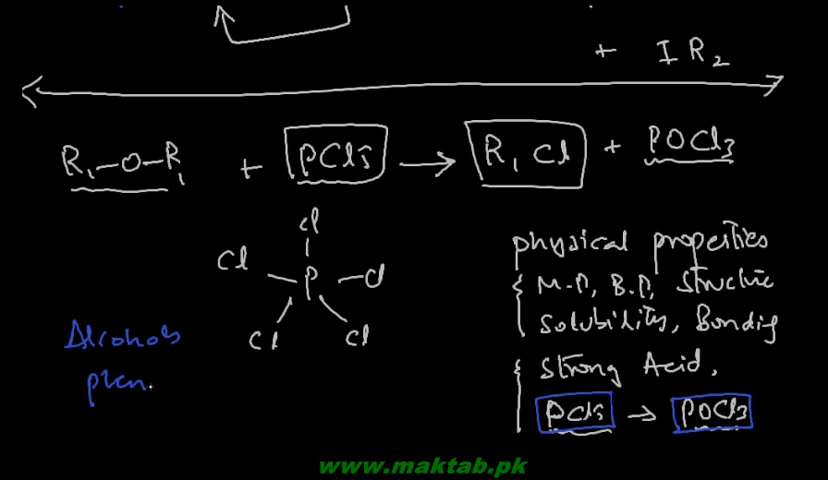 + I R2
R1-O-R1 + PCl5 → R1 Cl + POCl3
Cl
Cl P Cl
Cl Cl
physical properties
M.P, B.P, Structure
Solubility, Bonding
Strong Acid,
PCl5 → POCl3
Alcohols
phen
www.maktab.pk